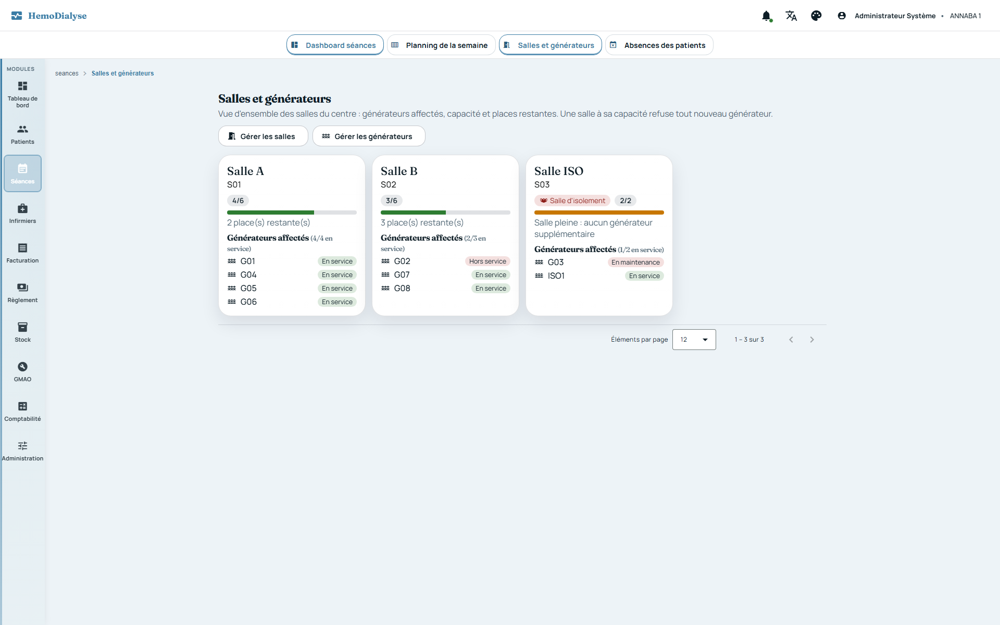 HemoDialyse
Administrateur Système • ANNABA 1
Dashboard séances
Planning de la semaine
Salles et générateurs
Absences des patients
MODULES
Tableau de
bord
Patients
Séances
Infirmiers
Facturation
Règlement
Stock
GMAO
Comptabilité
Administration
seances
Salles et générateurs
Salles et générateurs
Vue d'ensemble des salles du centre : générateurs affectés, capacité et places restantes. Une salle à sa capacité refuse tout nouveau générateur.
Gérer les salles
Gérer les générateurs
Salle A
S01
4/6
2 place(s) restante(s)
Générateurs affectés (4/4 en
service)
G01 En service
G04 En service
G05 En service
G06 En service
Salle B
S02
3/6
3 place(s) restante(s)
Générateurs affectés (2/3 en
service)
G02 Hors service
G07 En service
G08 En service
Salle ISO
S03
Salle d'isolement 2/2
Salle pleine : aucun générateur
supplémentaire
Générateurs affectés (1/2 en service)
G03 En maintenance
ISO1 En service
Éléments par page 12 1 – 3 sur 3